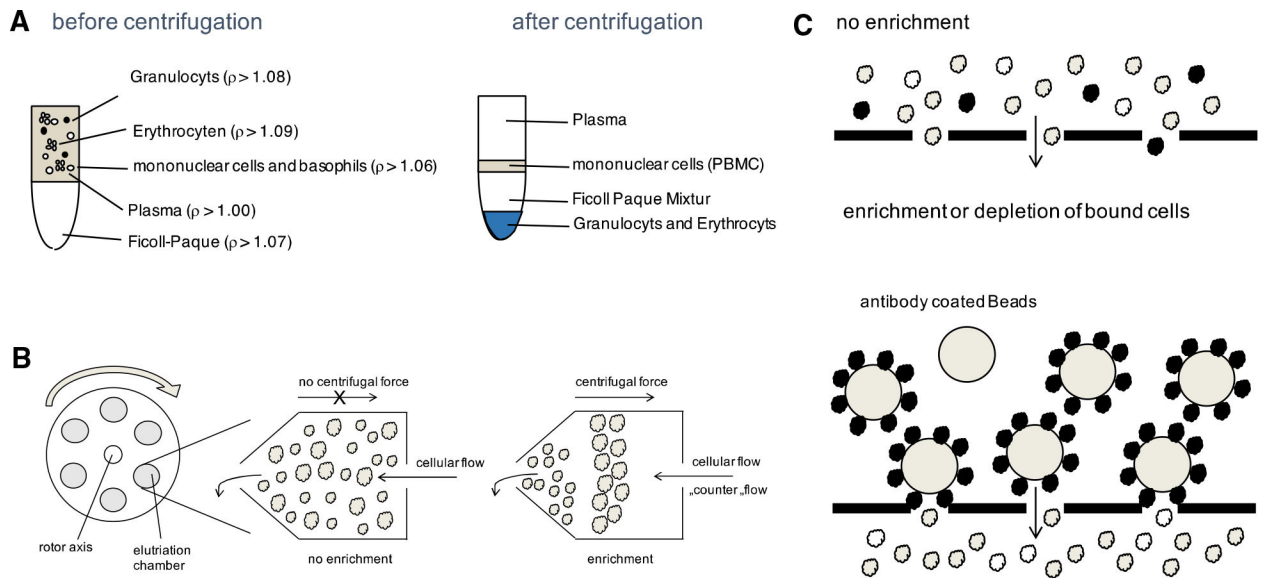 A
before centrifugation
Granulocyts (ρ > 1.08)
Erythrocyten (ρ > 1.09)
mononuclear cells and basophils (ρ > 1.06)
Plasma (ρ > 1.00)
Ficoll-Paque (ρ > 1.07)
after centrifugation
Plasma
mononuclear cells (PBMC)
Ficoll Paque Mixtur
Granulocyts and Erythrocyts
B
rotor axis
elutriation
chamber
no centrifugal force
X
cellular flow
no enrichment
centrifugal force
cellular flow
„counter „flow
enrichment
C
no enrichment
enrichment or depletion of bound cells
antibody coated Beads